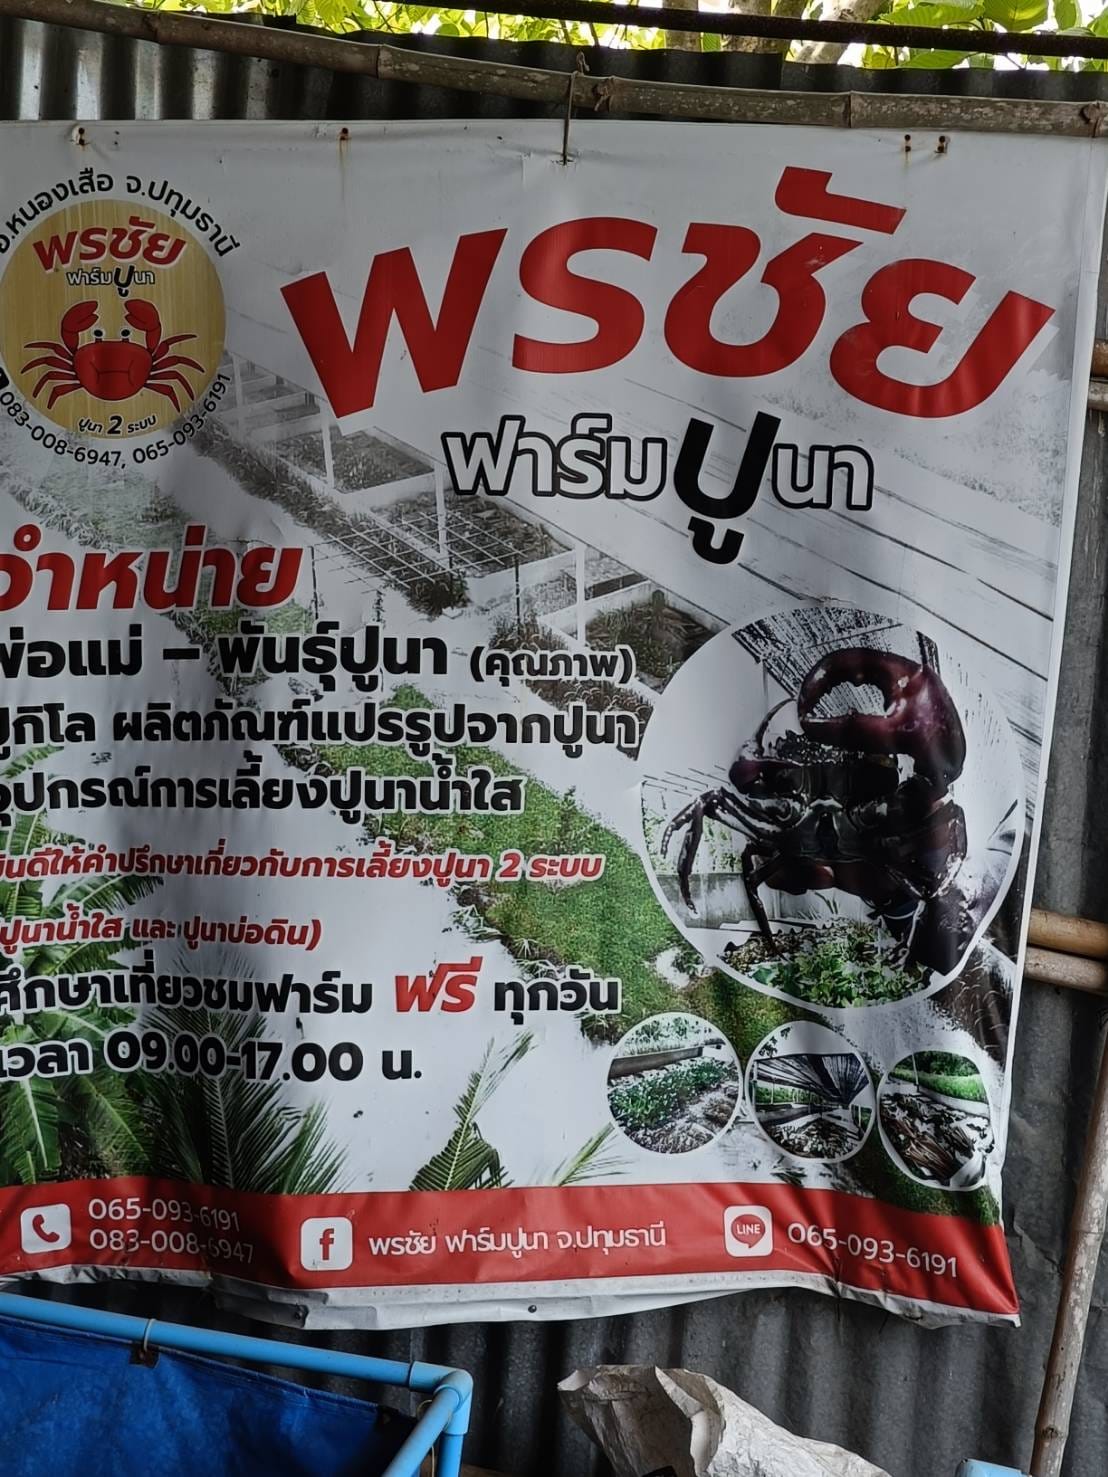 อ.หนองเสือ จ.ปทุมธานี
พรชัย
ฟาร์มปูนา
ปูนา 2 ระบบ
083-008-6947, 065-093-6191
พรชัย
ฟาร์มปูนา
จำหน่าย
พ่อแม่ – พันธุ์ปูนา (คุณภาพ)
ปูกิโล ผลิตภัณฑ์แปรรูปจากปูนา
อุปกรณ์การเลี้ยงปูนาน้ำใส
ยินดีให้คำปรึกษาเกี่ยวกับการเลี้ยงปูนา 2 ระบบ
(ปูนาน้ำใส และปูนาบ่อดิน)
ศึกษาเที่ยวชมฟาร์ม ฟรี ทุกวัน
เวลา 09.00-17.00 น.
065-093-6191
083-008-6947
f พรชัย ฟาร์มปูนา จ.ปทุมธานี
LINE 065-093-6191